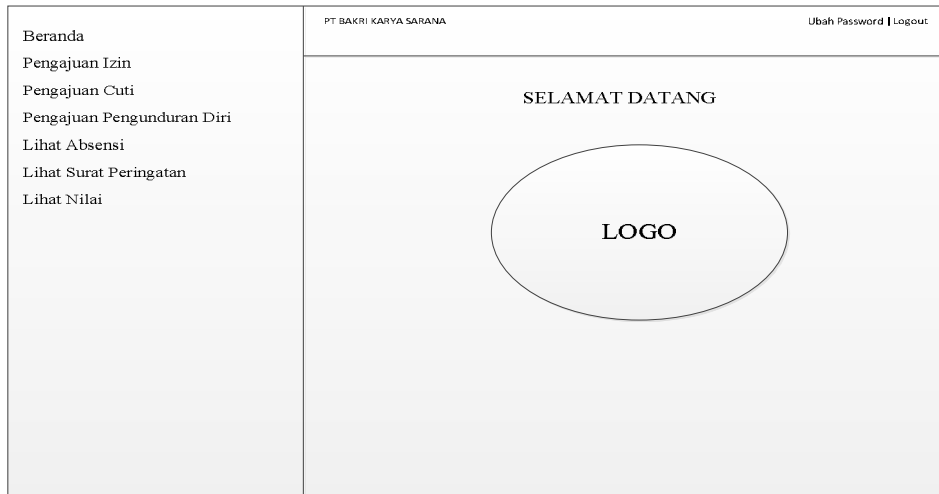 Beranda
Pengajuan Izin
Pengajuan Cuti
Pengajuan Pengunduran Diri
Lihat Absensi
Lihat Surat Peringatan
Lihat Nilai
PT BAKRI KARYA SARANA
Ubah Password | Logout
SELAMAT DATANG
LOGO